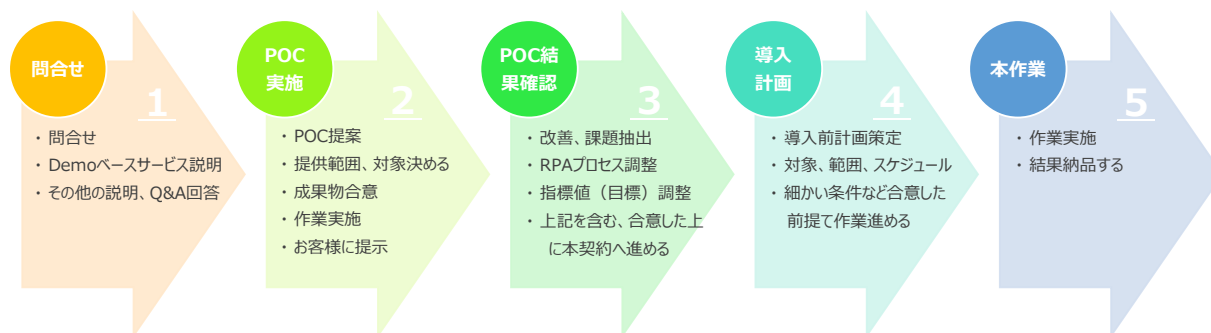 問合せ
1
・ 問合せ
・ Demoベースサービス説明
・ その他の説明、Q&A回答
POC
実施
2
・ POC提案
・ 提供範囲、対象決める
・ 成果物合意
・ 作業実施
・ お客様に提示
POC結
果確認
3
・ 改善、課題抽出
・ RPAプロセス調整
・ 指標値（目標）調整
・ 上記を含む、合意した上
に本契約へ進める
導入
計画
4
・ 導入前計画策定
・ 対象、範囲、スケジュール
・ 細かい条件など合意した
前提て作業進める
本作業
5
・ 作業実施
・ 結果納品する